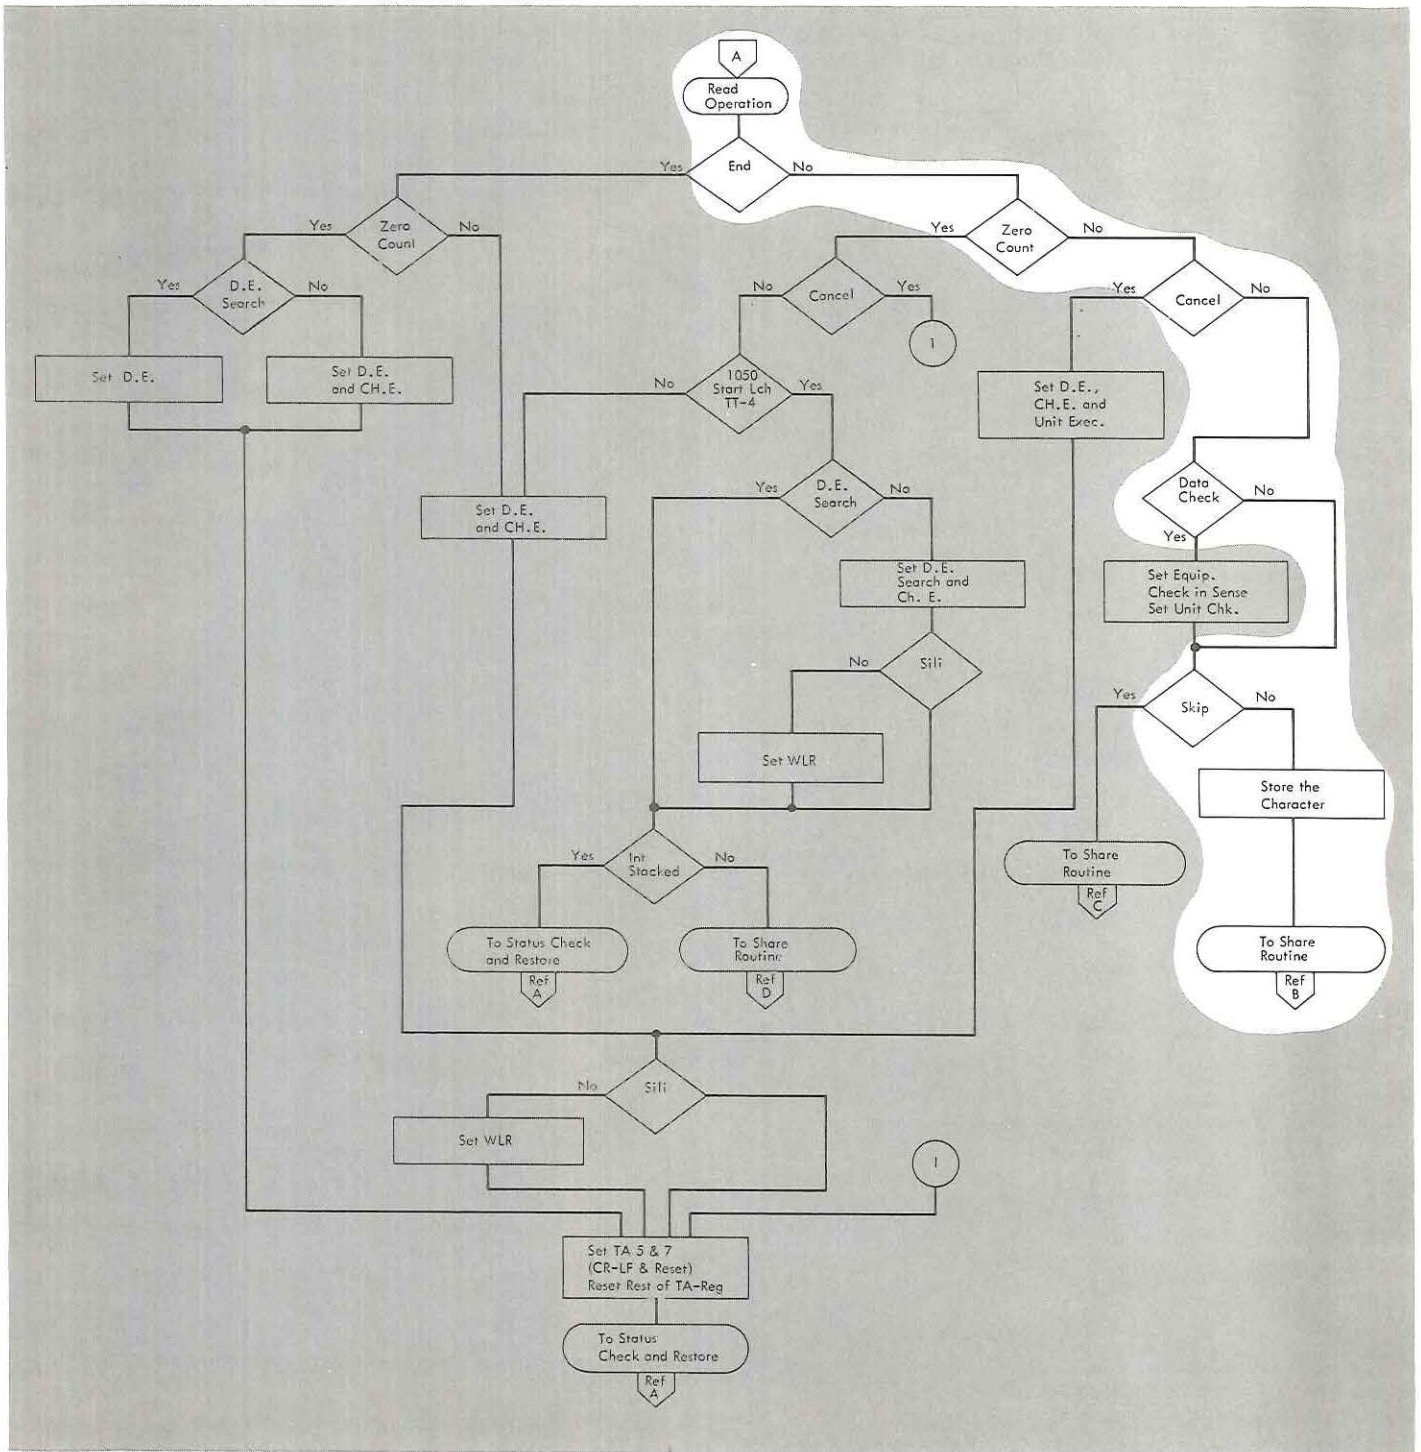 A
Read
Operation
End
Yes
No
Zero
Count
Yes
No
Zero
Count
Yes
No
D.E.
Search
Yes
No
Cancel
No
Yes
Cancel
Yes
No
1
Set D.E.
Set D.E.
and CH.E.
1050
Start Lch
TT-4
No
Yes
Set D.E.,
CH.E. and
Unit Exec.
D.E.
Search
Yes
No
Data
Check
No
Yes
Set D.E.
and CH.E.
Set D.E.
Search and
Ch. E.
Set Equip.
Check in Sense
Set Unit Chk.
Sili
No
Skip
Yes
No
Set WLR
Store the
Character
Int
Stacked
Yes
No
To Share
Routine
Ref
C
To Status Check
and Restore
Ref
A
To Share
Routine
Ref
D
To Share
Routine
Ref
B
Sili
No
Set WLR
1
Set TA 5 & 7
(CR-LF & Reset)
Reset Rest of TA-Reg
To Status
Check and Restore
Ref
A